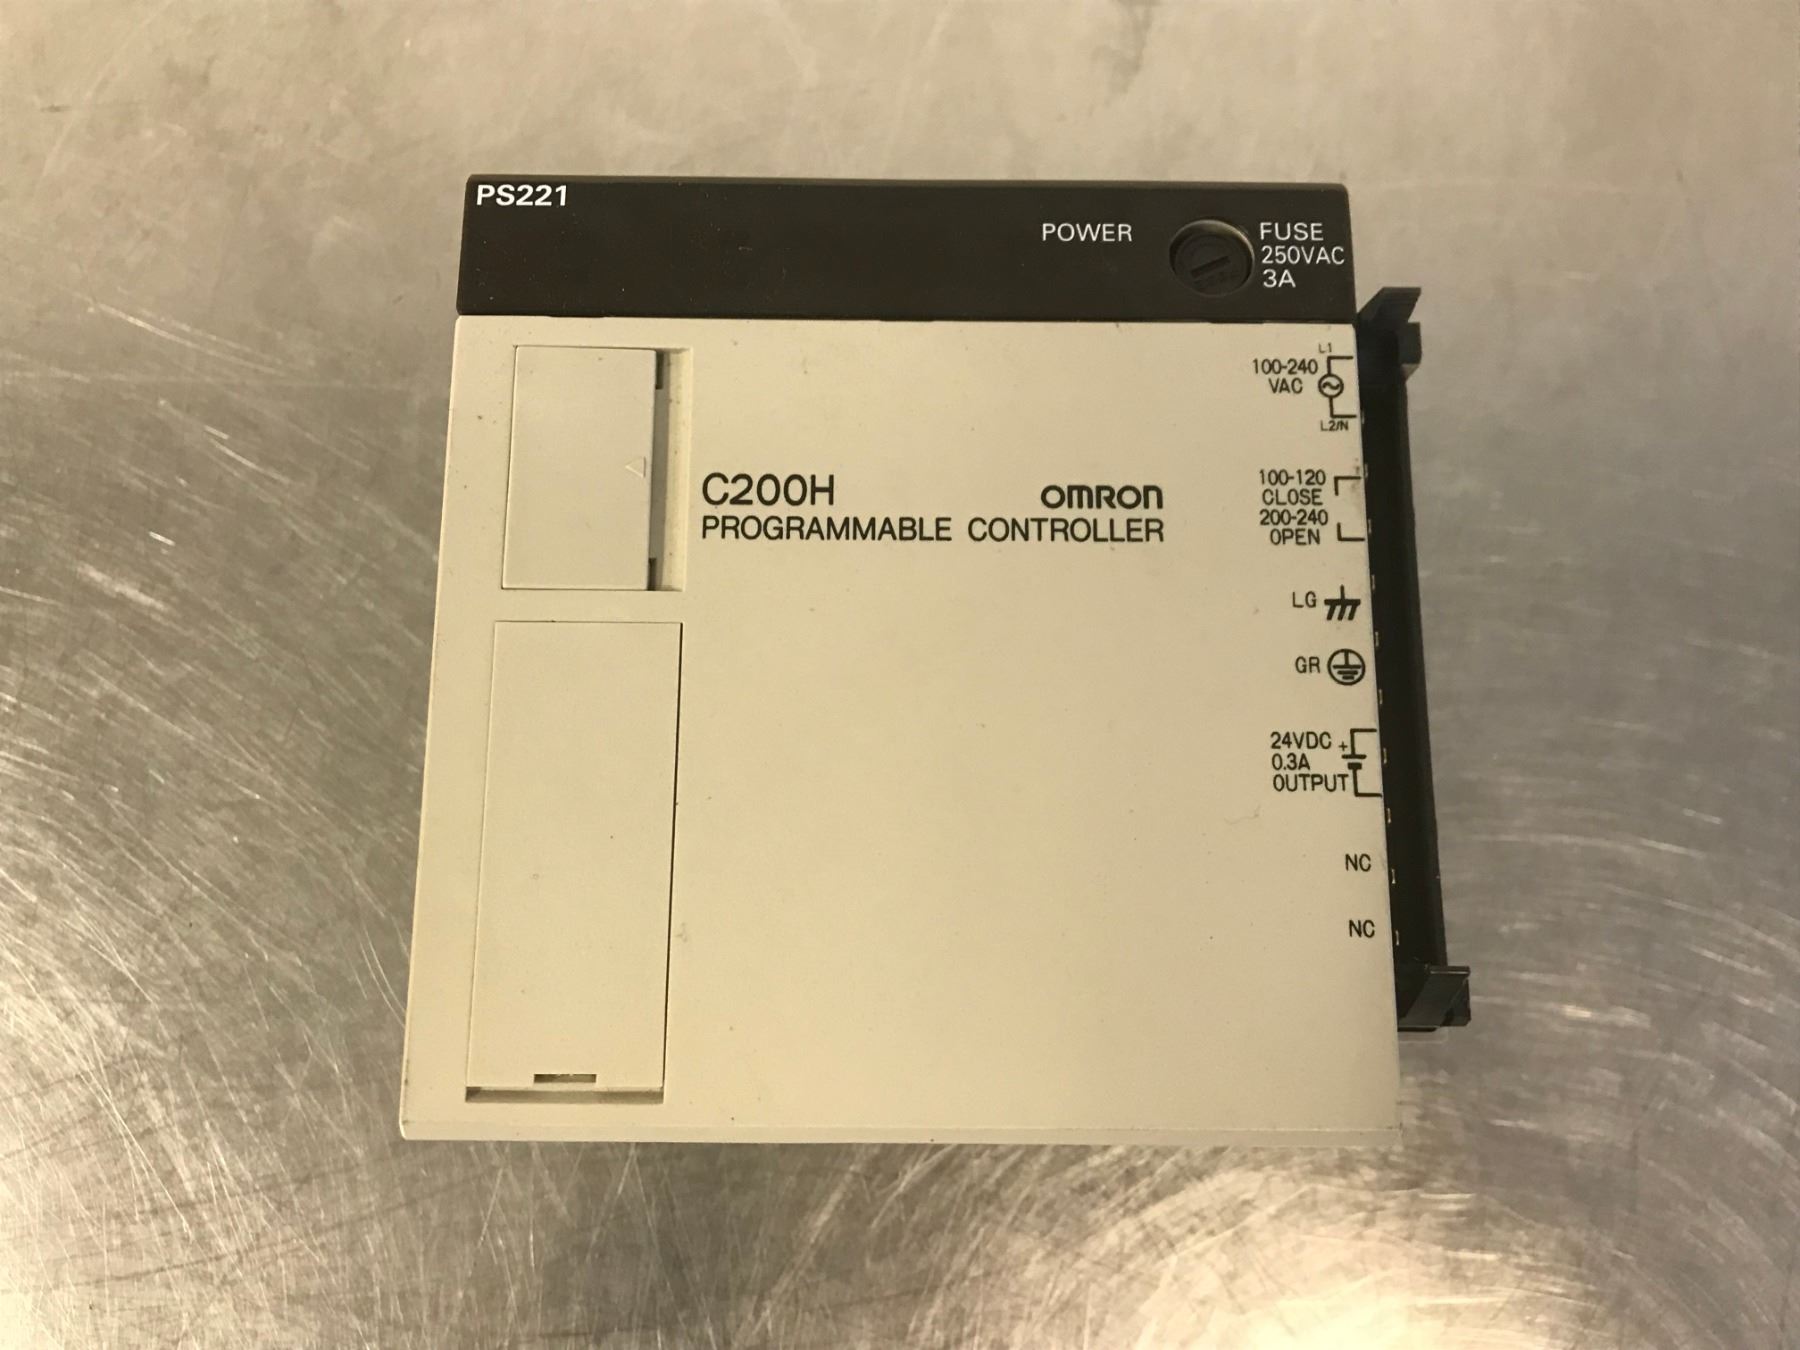 PS221
POWER
FUSE
250VAC
3A
L1
100-240
VAC
L2/N
C200H
OMRON
PROGRAMMABLE CONTROLLER
100-120
CLOSE
200-240
OPEN
LG
GR
24VDC +
0.3A
OUTPUT
NC
NC